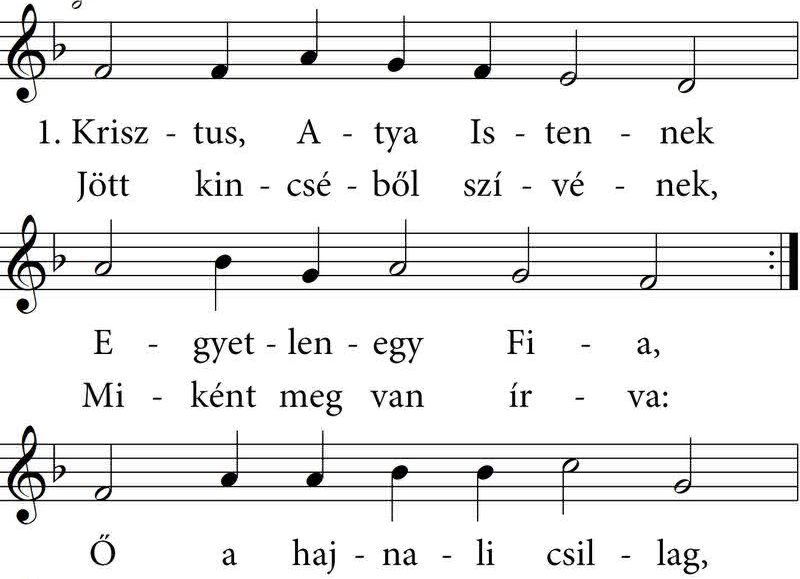 1. Krisz - tus, A - tya Is - ten - nek
Jött kin - csé - ből szí - vé - nek,
E - gyet - len - egy Fi - a,
Mi - ként meg van ír - va:
Ő a haj - na - li csil - lag,